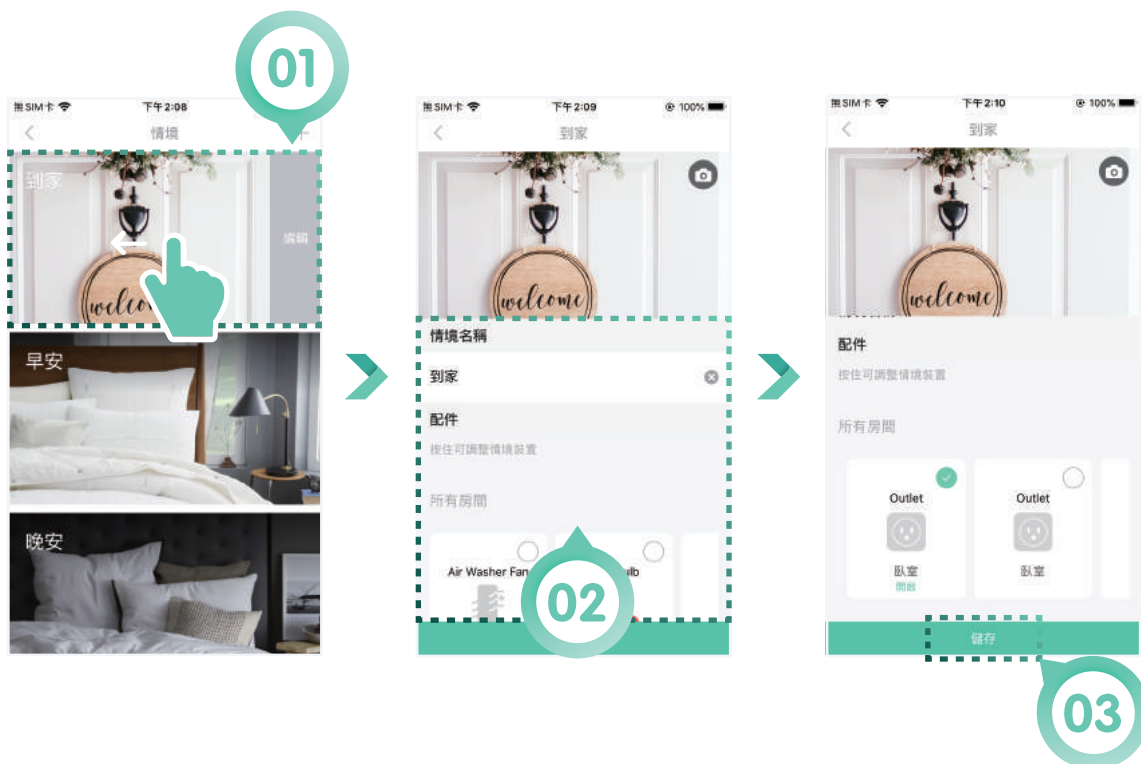 01
無SIM卡
下午2:08
情境
到家
編輯
welco
早安
晚安
無SIM卡
下午2:09
100%
到家
welcome
情境名稱
到家
配件
按住可調整情境裝置
所有房間
Air Washer Fan
ulb
02
無SIM卡
下午2:10
100%
到家
welcome
配件
按住可調整情境裝置
所有房間
Outlet
臥室
開啟
Outlet
臥室
儲存
03